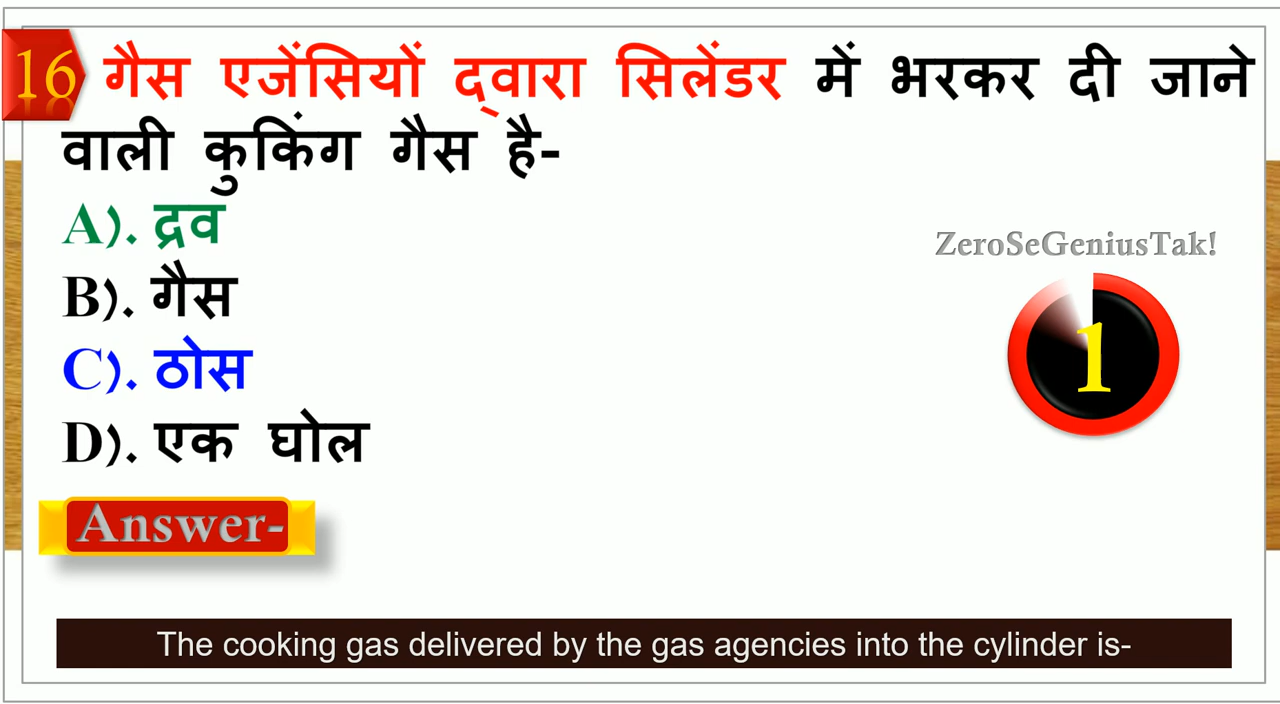 16 गैस एजेंसियों द्वारा सिलेंडर में भरकर दी जाने
वाली कुकिंग गैस है-
A). द्रव
ZeroSeGeniusTak!
B). गैस
1
C). ठोस
D). एक घोल
Answer-
The cooking gas delivered by the gas agencies into the cylinder is-